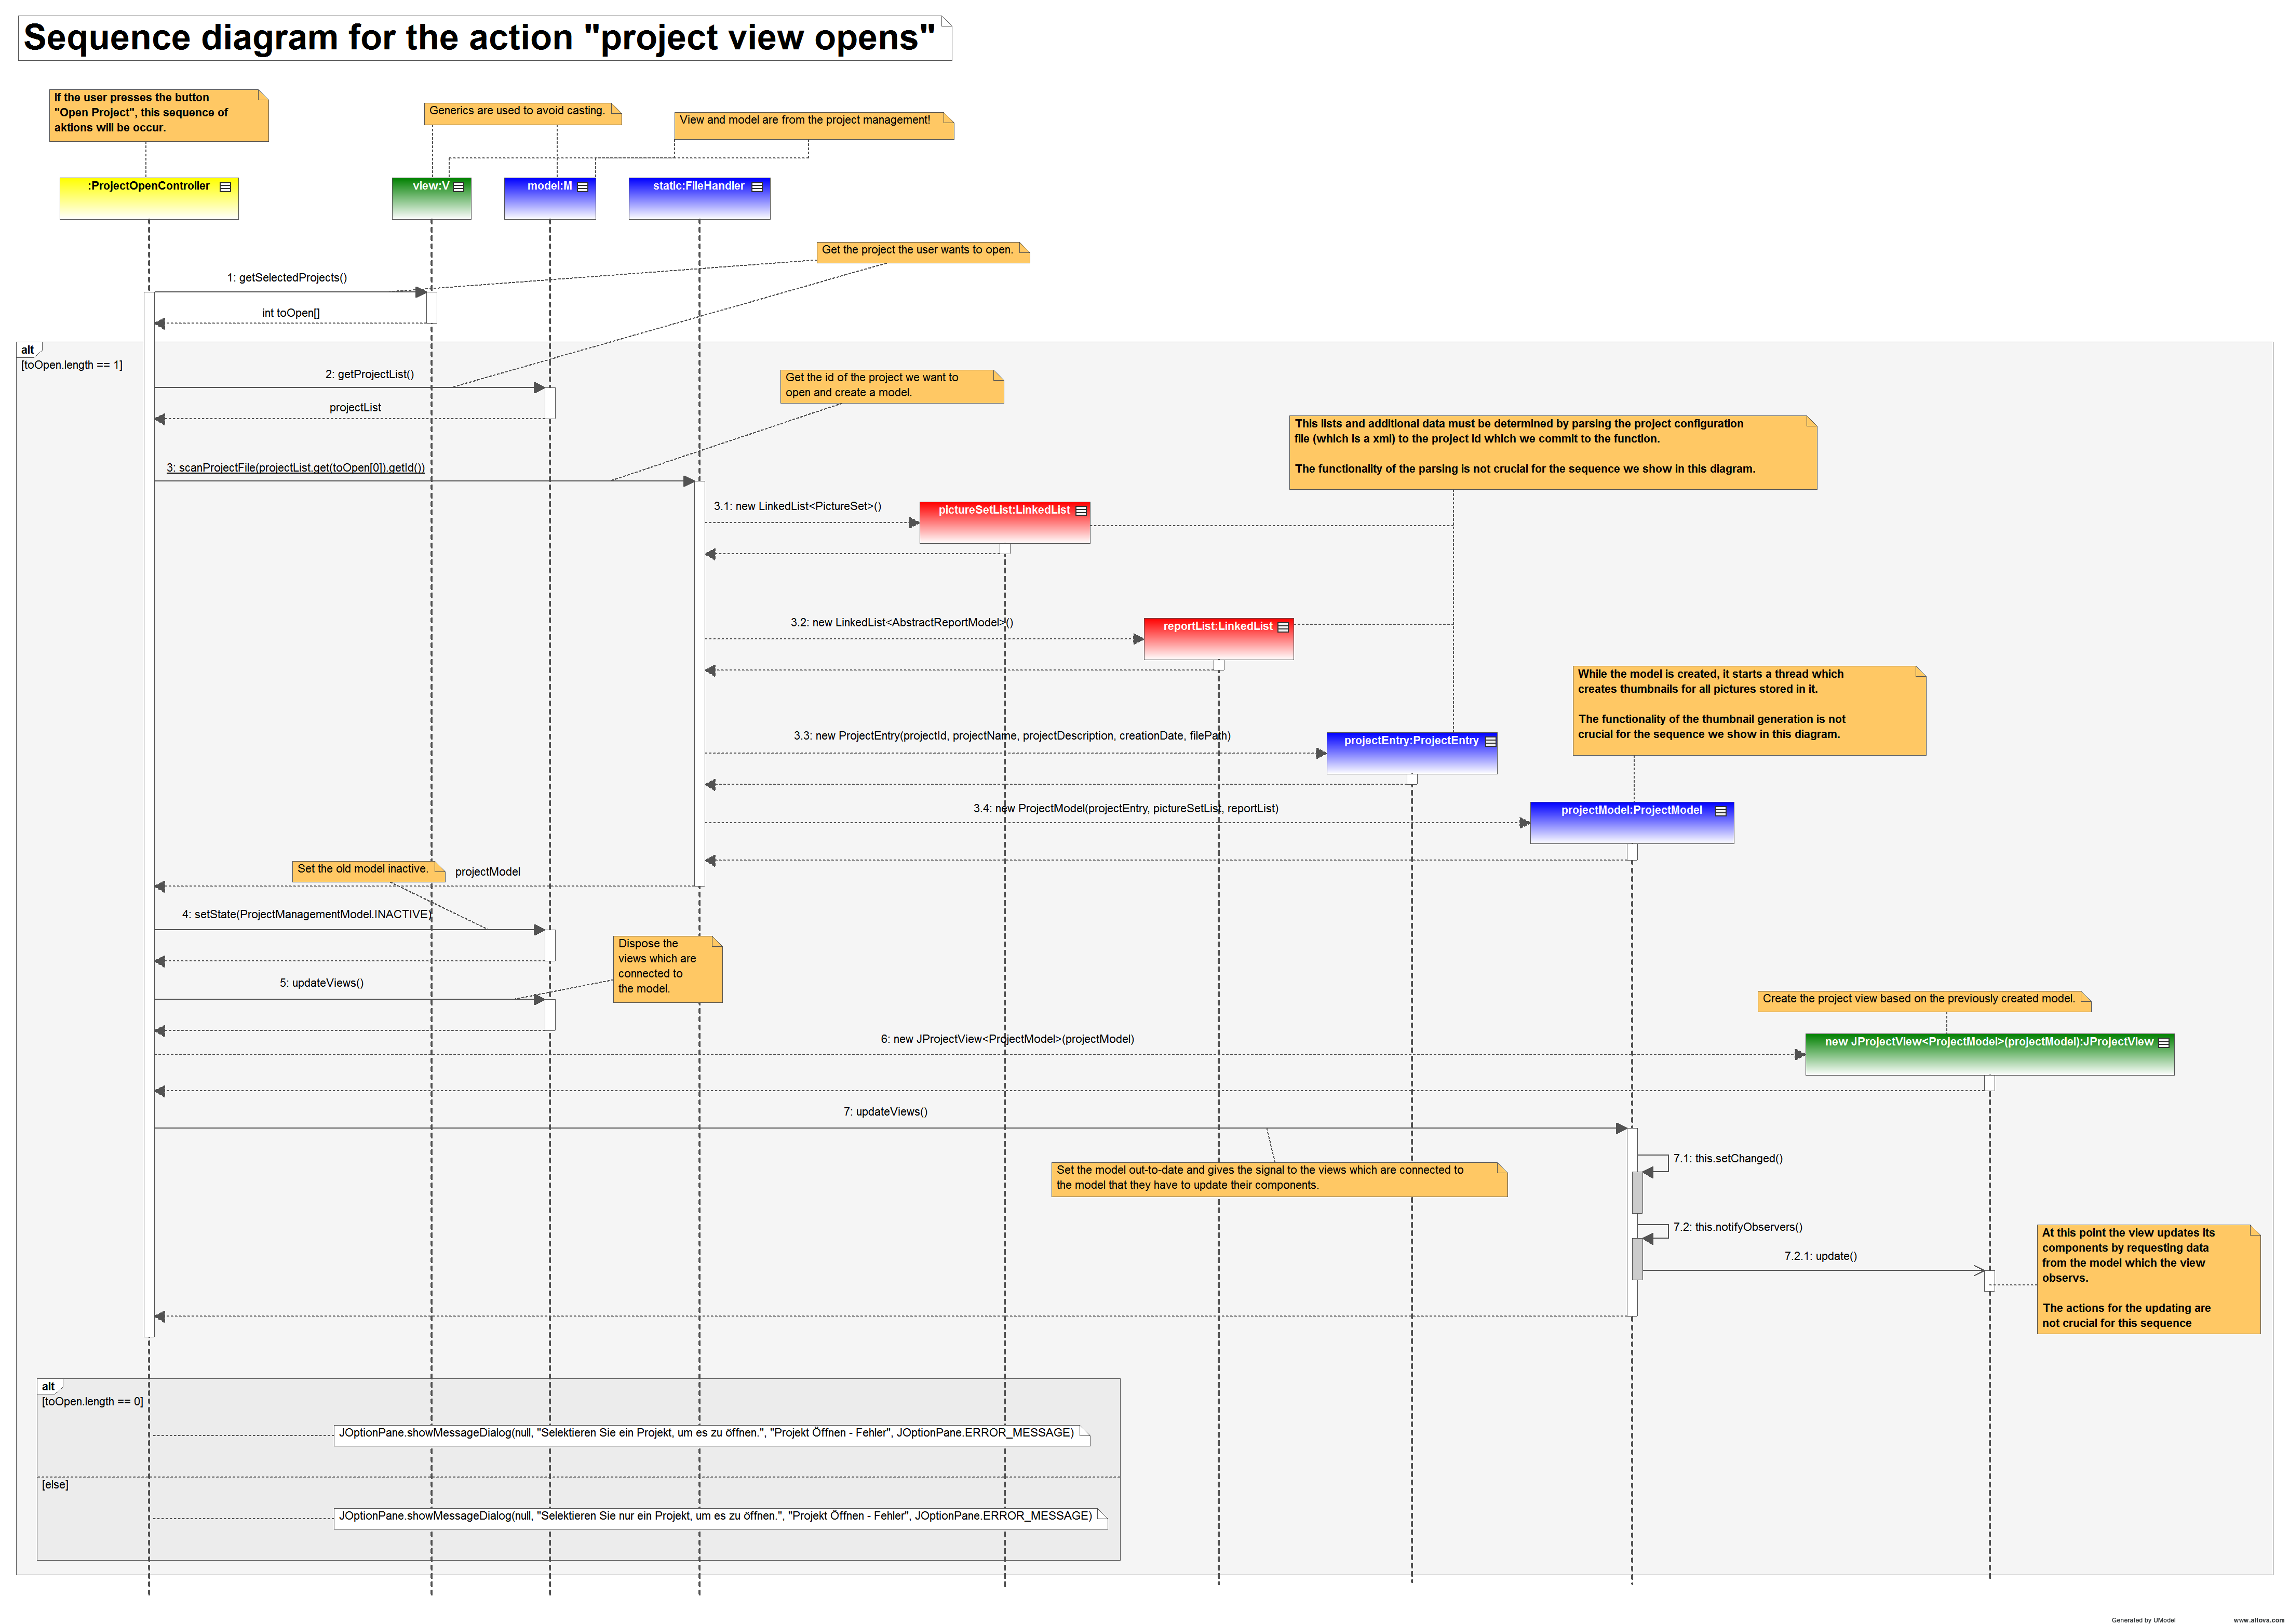 Sequence diagram for the action "project view opens"
If the user presses the button
"Open Project", this sequence of
aktions will be occur.
Generics are used to avoid casting.
View and model are from the project management!
:ProjectOpenController
view:V
model:M
static:FileHandler
Get the project the user wants to open.
1: getSelectedProjects()
int toOpen[]
alt
[toOpen.length == 1]
2: getProjectList()
projectList
Get the id of the project we want to
open and create a model.
This lists and additional data must be determined by parsing the project configuration
file (which is a xml) to the project id which we commit to the function.
The functionality of the parsing is not crucial for the sequence we show in this diagram.
3: scanProjectFile(projectList.get(toOpen[0]).getId())
3.1: new LinkedList<PictureSet>()
pictureSetList:LinkedList
3.2: new LinkedList<AbstractReportModel>()
reportList:LinkedList
While the model is created, it starts a thread which
creates thumbnails for all pictures stored in it.
The functionality of the thumbnail generation is not
crucial for the sequence we show in this diagram.
3.3: new ProjectEntry(projectId, projectName, projectDescription, creationDate, filePath)
projectEntry:ProjectEntry
3.4: new ProjectModel(projectEntry, pictureSetList, reportList)
projectModel:ProjectModel
Set the old model inactive.
projectModel
4: setState(ProjectManagementModel.INACTIVE)
Dispose the
views which are
connected to
the model.
5: updateViews()
Create the project view based on the previously created model.
6: new JProjectView<ProjectModel>(projectModel)
new JProjectView<ProjectModel>(projectModel):JProjectView
7: updateViews()
Set the model out-to-date and gives the signal to the views which are connected to
the model that they have to update their components.
7.1: this.setChanged()
7.2: this.notifyObservers()
7.2.1: update()
At this point the view updates its
components by requesting data
from the model which the view
observs.
The actions for the updating are
not crucial for this sequence
alt
[toOpen.length == 0]
JOptionPane.showMessageDialog(null, "Selektieren Sie ein Projekt, um es zu öffnen.", "Projekt Öffnen - Fehler", JOptionPane.ERROR_MESSAGE)
[else]
JOptionPane.showMessageDialog(null, "Selektieren Sie nur ein Projekt, um es zu öffnen.", "Projekt Öffnen - Fehler", JOptionPane.ERROR_MESSAGE)
Generated by UModel
www.altova.com